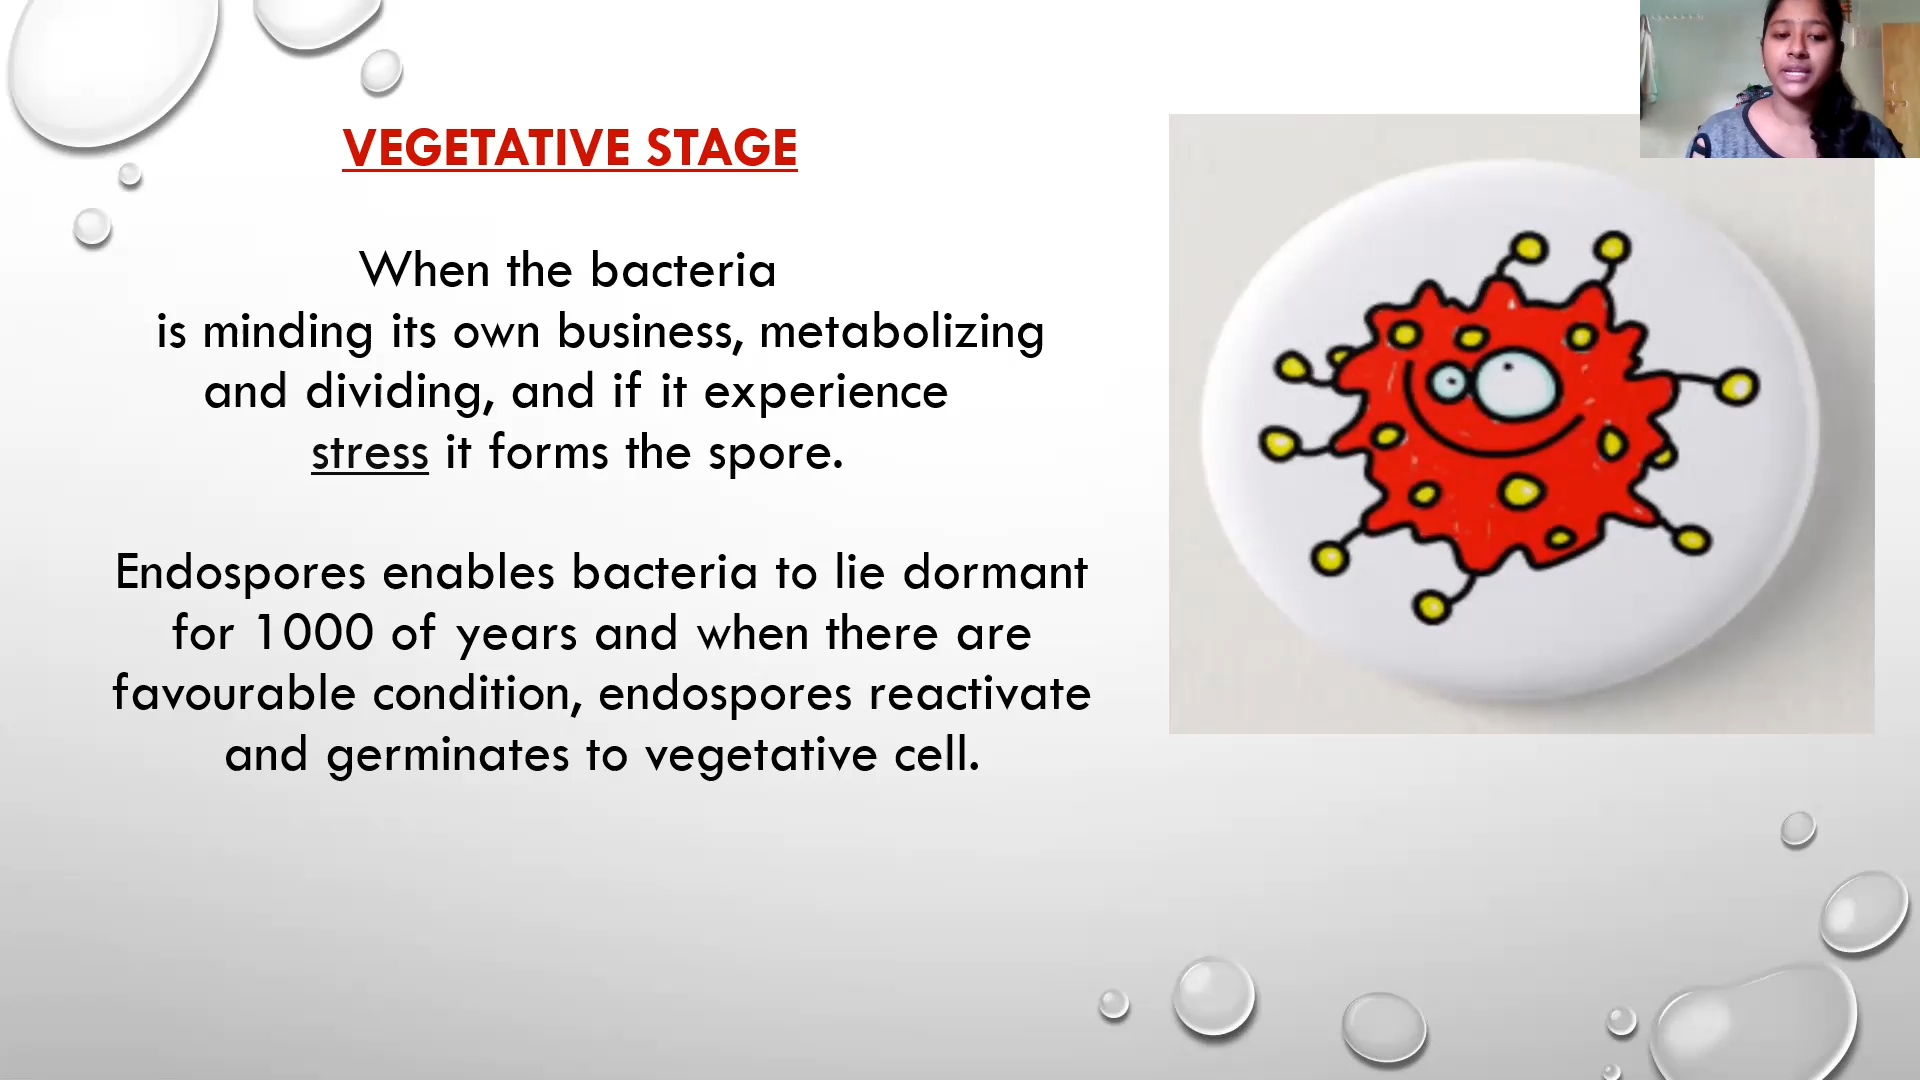 VEGETATIVE STAGE
When the bacteria
is minding its own business, metabolizing
and dividing, and if it experience
stress it forms the spore.
Endospores enables bacteria to lie dormant
for 1000 of years and when there are
favourable condition, endospores reactivate
and germinates to vegetative cell.